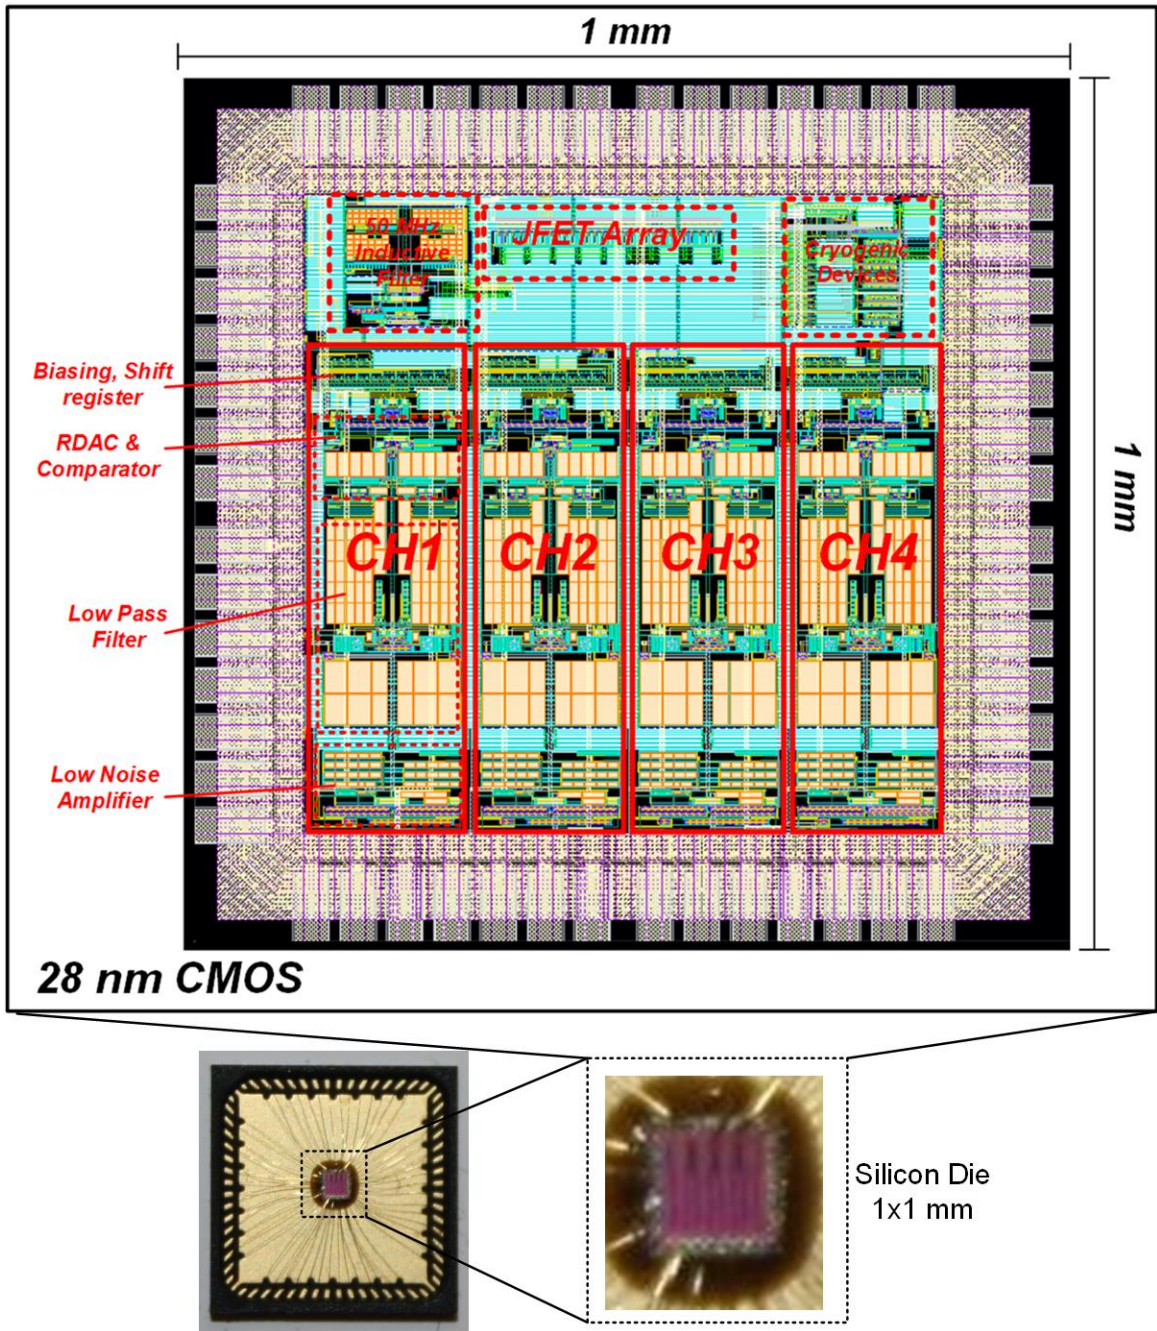 1 mm
50 MHz
Inductive
Filter
JFET Array
Cryogenic
Devices
Biasing, Shift
register
RDAC &
Comparator
1 mm
CH1
CH2
CH3
CH4
Low Pass
Filter
Low Noise
Amplifier
28 nm CMOS
Silicon Die
1x1 mm